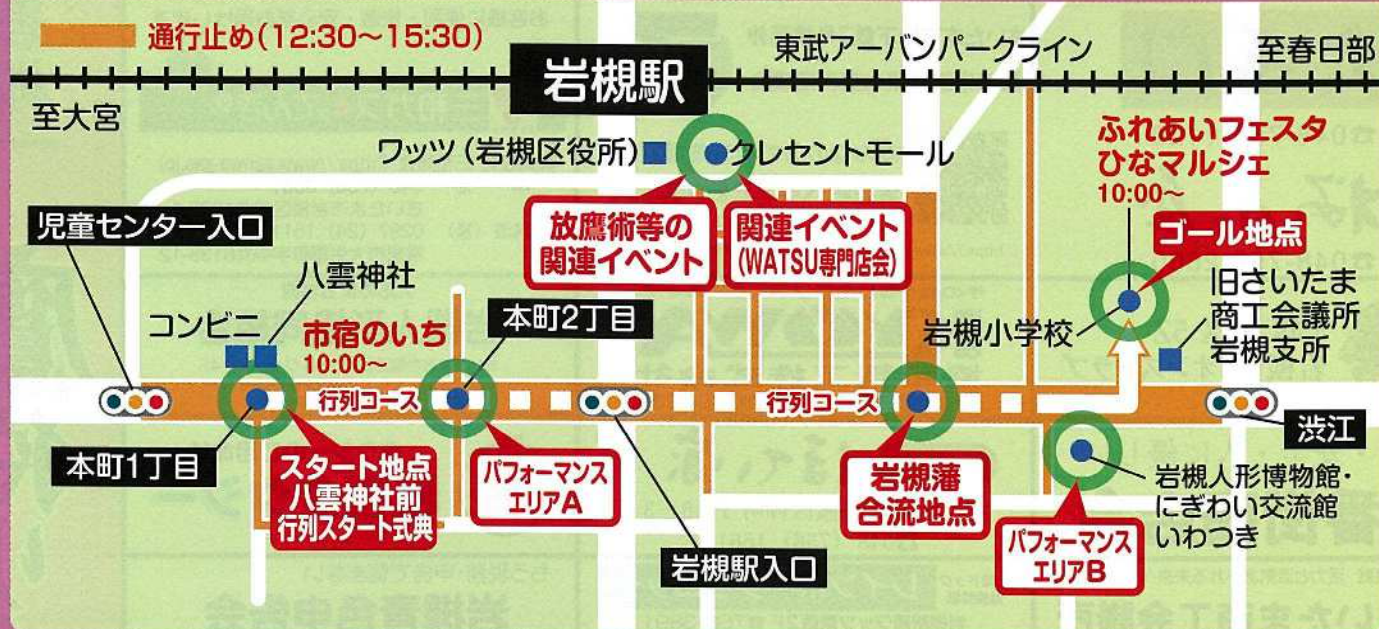 通行止め(12:30～15:30)
東武アーバンパークライン
至春日部
岩槻駅
至大宮
ワッツ(岩槻区役所)
クレセントモール
ふれあいフェスタ
ひなマルシェ
10:00～
放鷹術等の
関連イベント
関連イベント
(WATSU専門店会)
ゴール地点
児童センター入口
八雲神社
コンビニ
市宿のいち
10:00～
本町2丁目
岩槻小学校
旧さいたま
商工会議所
岩槻支所
行列コース
行列コース
渋江
本町1丁目
スタート地点
八雲神社前
行列スタート式典
パフォーマンス
エリアA
岩槻藩
合流地点
岩槻人形博物館・
にぎわい交流館
いわつき
パフォーマンス
エリアB
岩槻駅入口